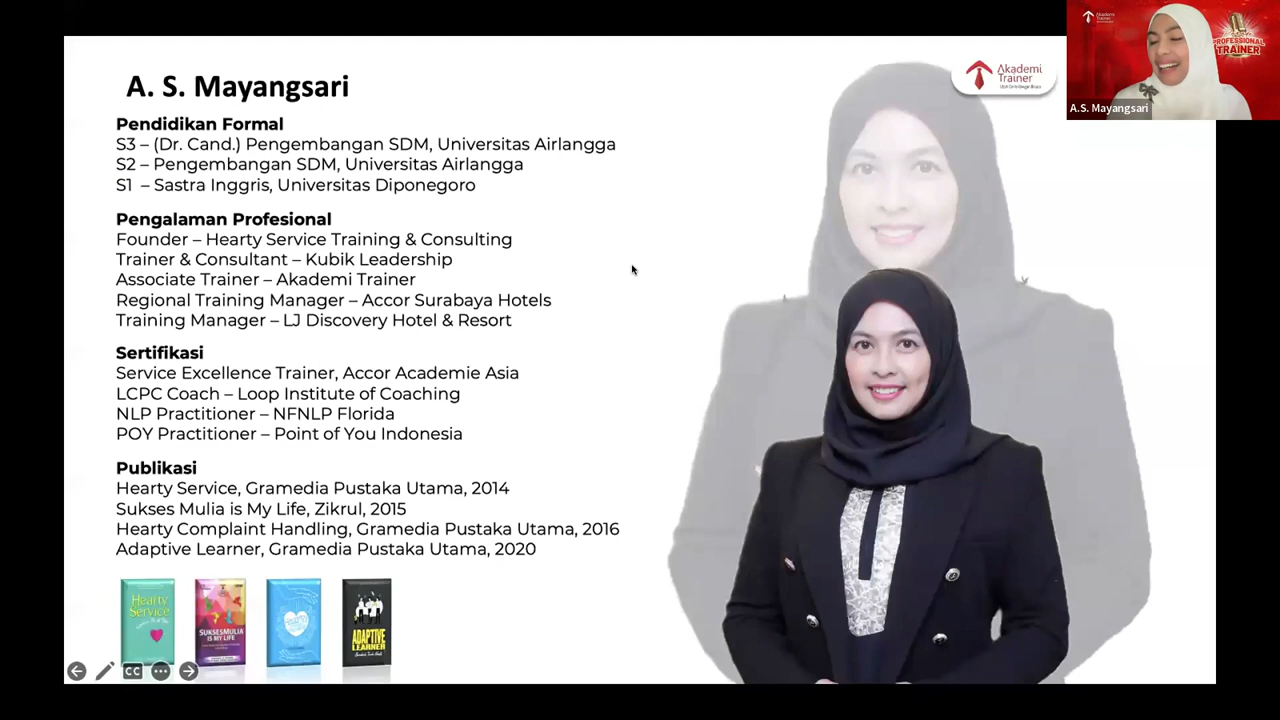 A. S. Mayangsari
Pendidikan Formal
S3 – (Dr. Cand.) Pengembangan SDM, Universitas Airlangga
S2 – Pengembangan SDM, Universitas Airlangga
S1 – Sastra Inggris, Universitas Diponegoro
Pengalaman Profesional
Founder – Hearty Service Training & Consulting
Trainer & Consultant – Kubik Leadership
Associate Trainer – Akademi Trainer
Regional Training Manager – Accor Surabaya Hotels
Training Manager – LJ Discovery Hotel & Resort
Sertifikasi
Service Excellence Trainer, Accor Academie Asia
LCPC Coach – Loop Institute of Coaching
NLP Practitioner – NFNLP Florida
POY Practitioner – Point of You Indonesia
Publikasi
Hearty Service, Gramedia Pustaka Utama, 2014
Sukses Mulia is My Life, Zikrul, 2015
Hearty Complaint Handling, Gramedia Pustaka Utama, 2016
Adaptive Learner, Gramedia Pustaka Utama, 2020
Hearty
Service
SUKSESMULIA
IS MY LIFE
ADAPTIVE
LEARNER
CC
Akademi
Trainer
Akademi
Trainer
PROFESSIONAL
TRAINER
A.S. Mayangsari